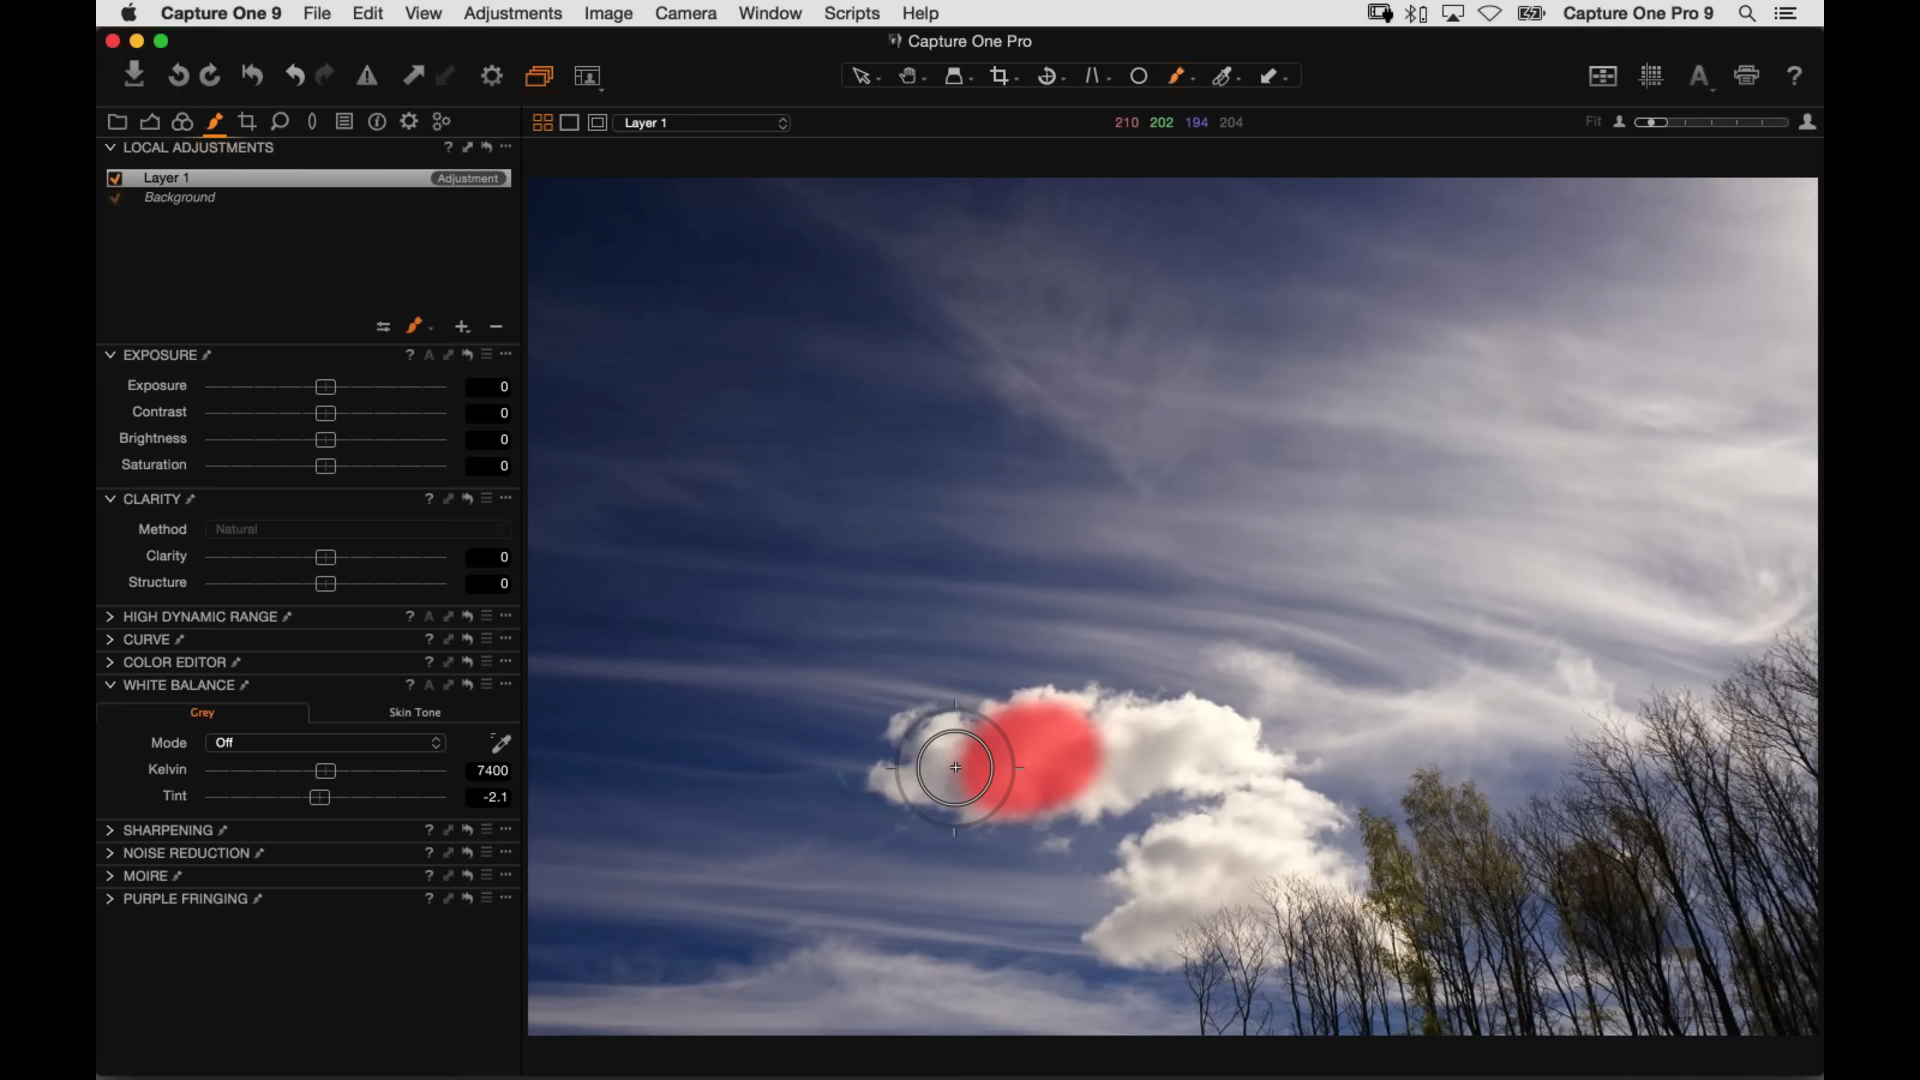 Capture One 9 File Edit View Adjustments Image Camera Window Scripts Help Capture One Pro 9
Capture One Pro
A ?
Layer 1 210 202 194 204 Fit
LOCAL ADJUSTMENTS ?
Layer 1 Adjustment
Background
EXPOSURE ? A
Exposure 0
Contrast 0
Brightness 0
Saturation 0
CLARITY ?
Method Natural
Clarity 0
Structure 0
HIGH DYNAMIC RANGE ? A
CURVE ?
COLOR EDITOR ?
WHITE BALANCE ? A
Grey Skin Tone
Mode Off
Kelvin 7400
Tint -2.1
SHARPENING ?
NOISE REDUCTION ?
MOIRE ?
PURPLE FRINGING ?